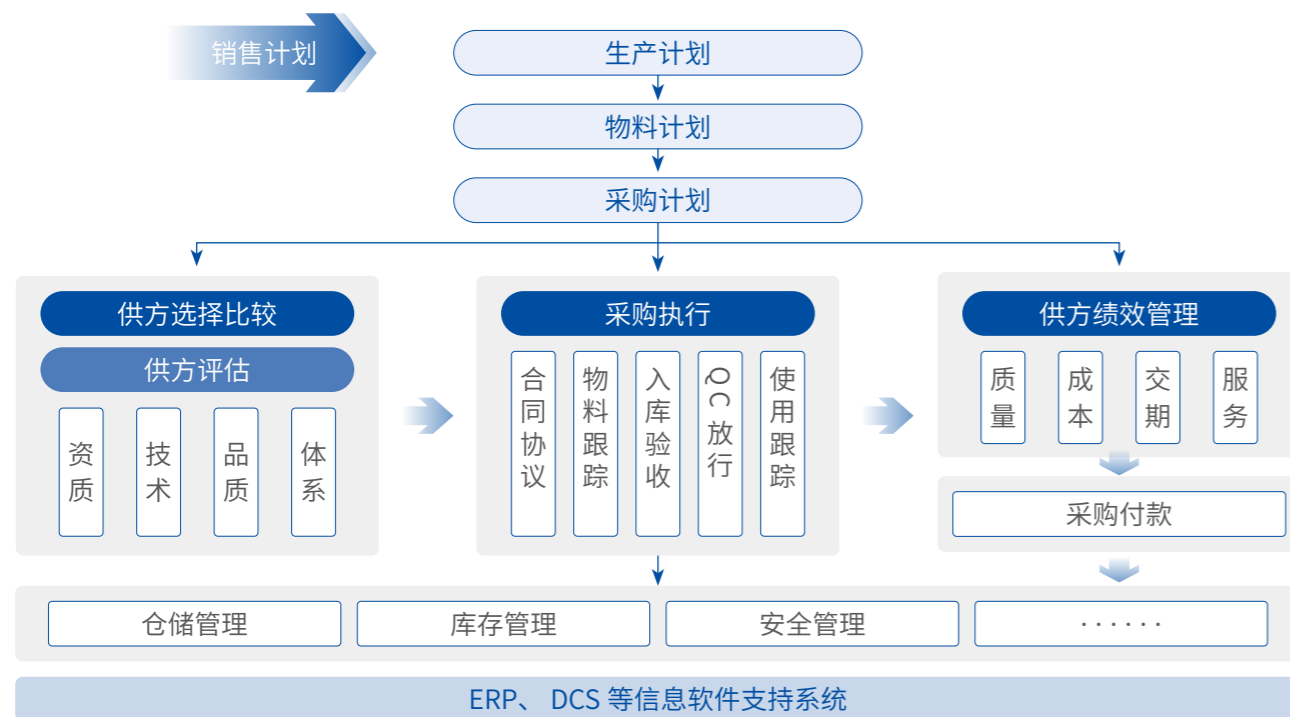 销售计划
生产计划
物料计划
采购计划
供方选择比较
供方评估
资质
技术
品质
体系
采购执行
合同协议
物料跟踪
入库验收
QC放行
使用跟踪
供方绩效管理
质量
成本
交期
服务
采购付款
仓储管理
库存管理
安全管理
······
ERP、 DCS 等信息软件支持系统